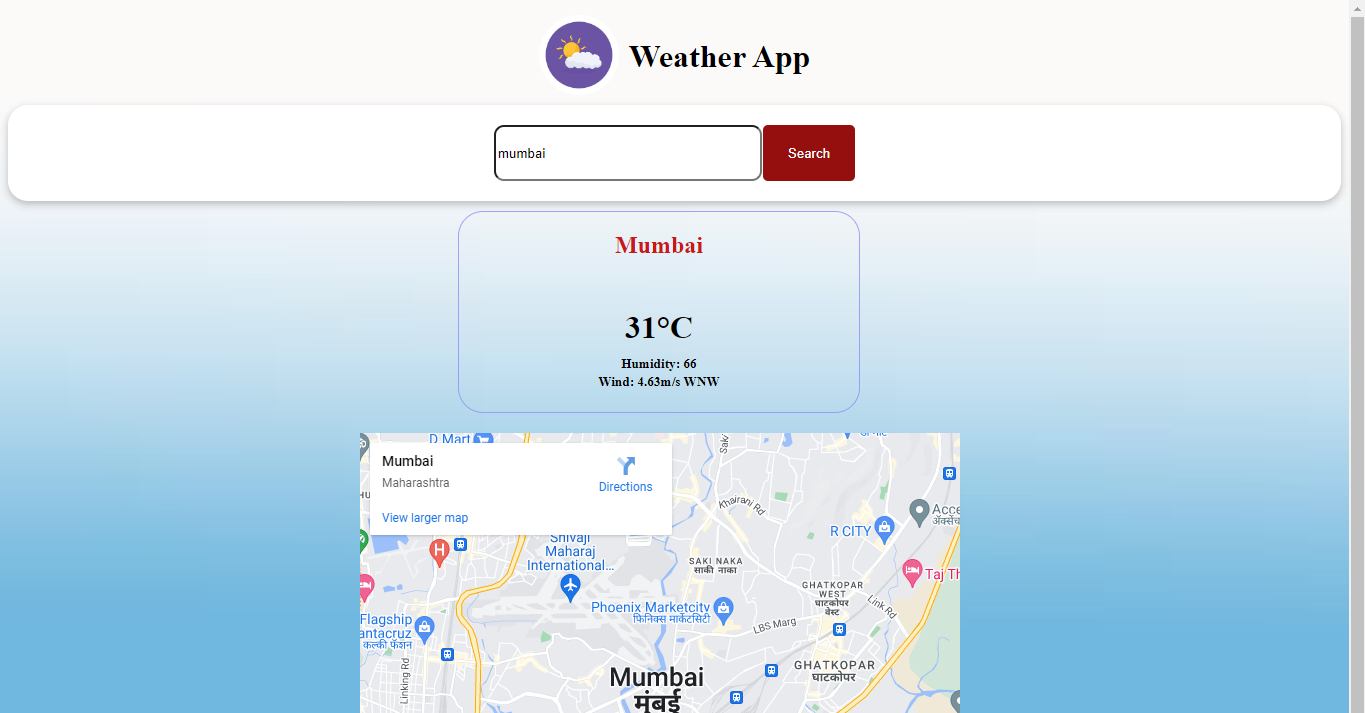 Weather App
mumbai
Search
Mumbai
31°C
Humidity: 66
Wind: 4.63m/s WNW
D Mart
Mumbai
Maharashtra
Directions
View larger map
Khairani Rd
R CITY
Shivaji
Maharaj
International...
SAKI NAKA
साकी नाका
Taj
GHATKOPAR
WEST
घाटकोपर
वेस्ट
Link Rd
Phoenix Marketcity
फिनिक्स मार्केटसिटी
LBS Marg
Flagship
antacruz
कल्की फॅशन
Linking Rd
GHATKOPAR
घाटकोपर
Mumbai
मुंबई